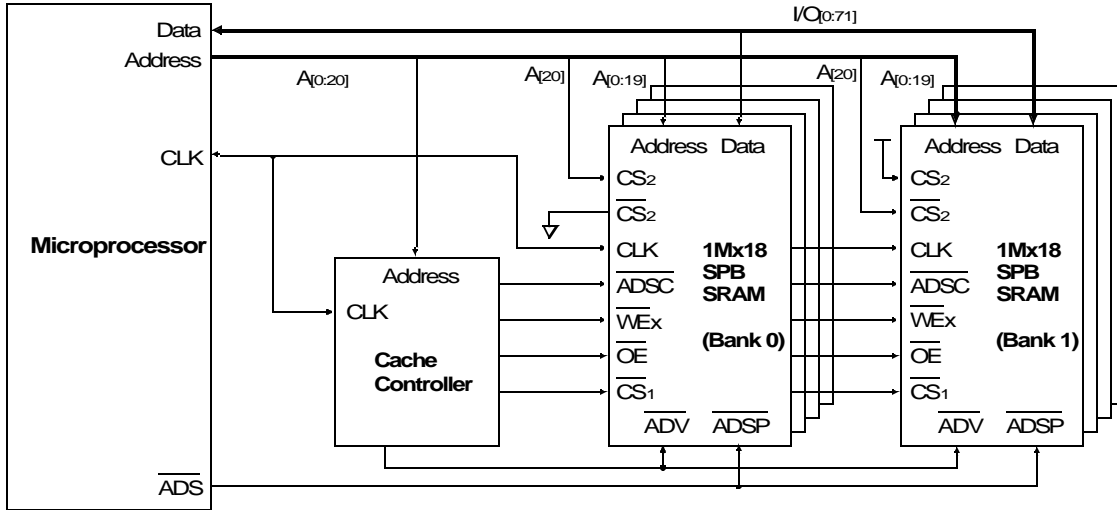 Data
Address
CLK
Microprocessor
ADS
I/O[0:71]
A[0:20]
A[20]
A[0:19]
A[20]
A[0:19]
Address
CLK
Cache
Controller
Address Data
CS2
CS2
CLK
ADSC
WEx
OE
CS1
ADV ADSP
1Mx18
SPB
SRAM
(Bank 0)
Address Data
CS2
CS2
CLK
ADSC
WEx
OE
CS1
ADV ADSP
1Mx18
SPB
SRAM
(Bank 1)